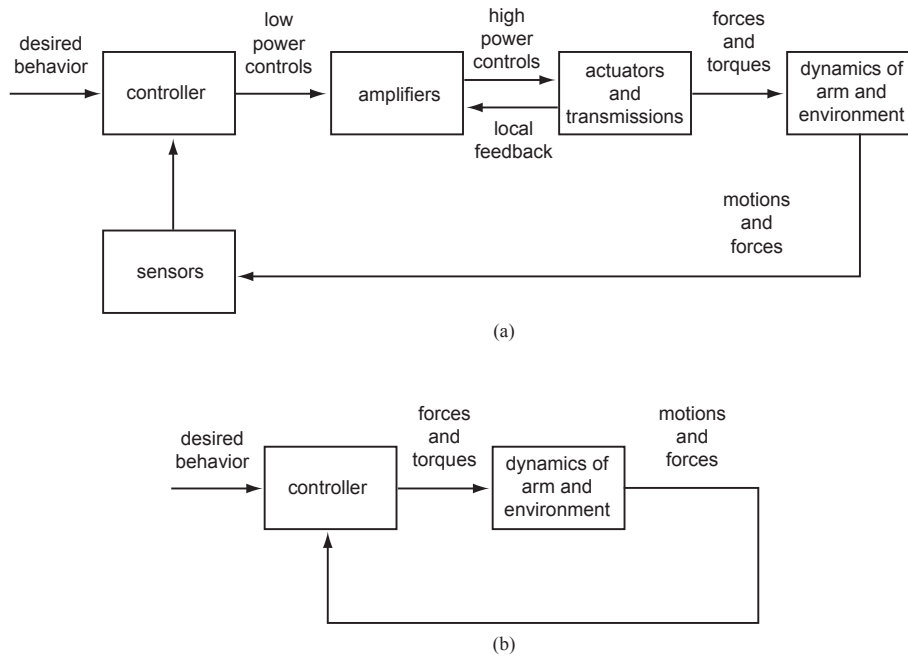 desired
behavior
controller
low
power
controls
amplifiers
high
power
controls
local
feedback
actuators
and
transmissions
forces
and
torques
dynamics of
arm and
environment
motions
and
forces
sensors
(a)
desired
behavior
controller
forces
and
torques
dynamics of
arm and
environment
motions
and
forces
(b)